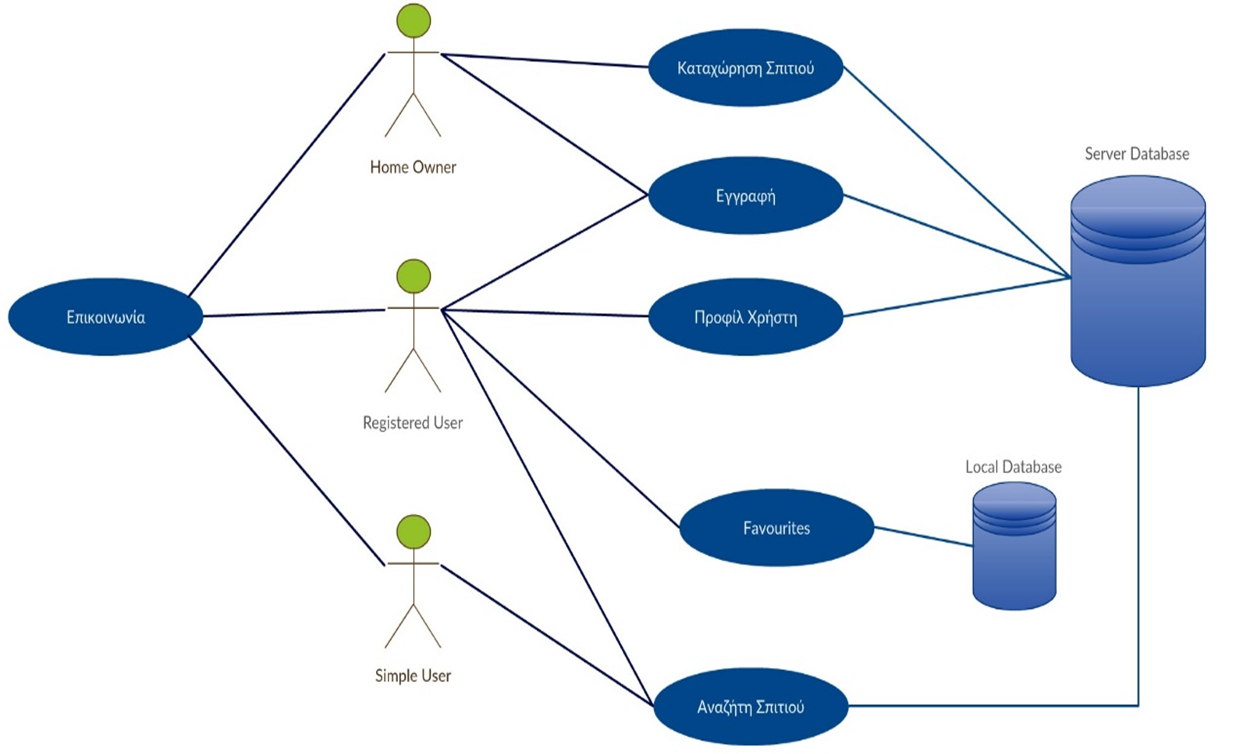 Καταχώρηση Σπιτιού
Server Database
Home Owner
Εγγραφή
Επικοινωνία
Προφίλ Χρήστη
Registered User
Local Database
Favourites
Simple User
Αναζήτη Σπιτιού